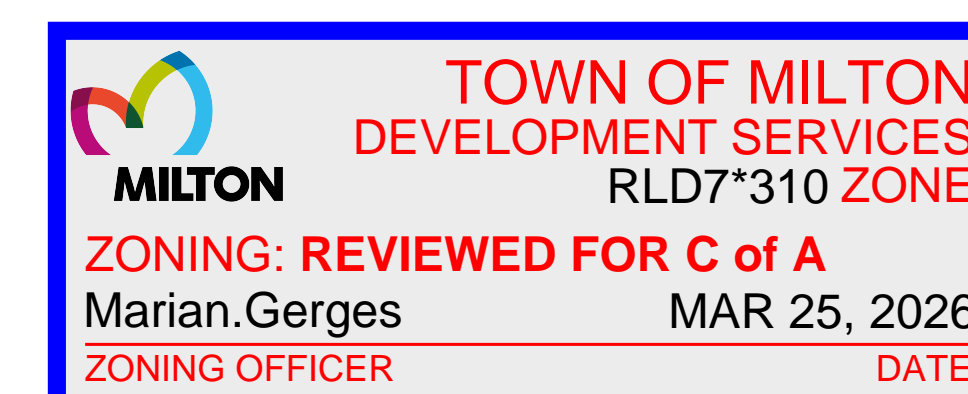 MILTON
TOWN OF MILTON
DEVELOPMENT SERVICES
RLD7*310 ZONE
ZONING: REVIEWED FOR C of A
Marian.Gerges MAR 25, 2026
ZONING OFFICER DATE